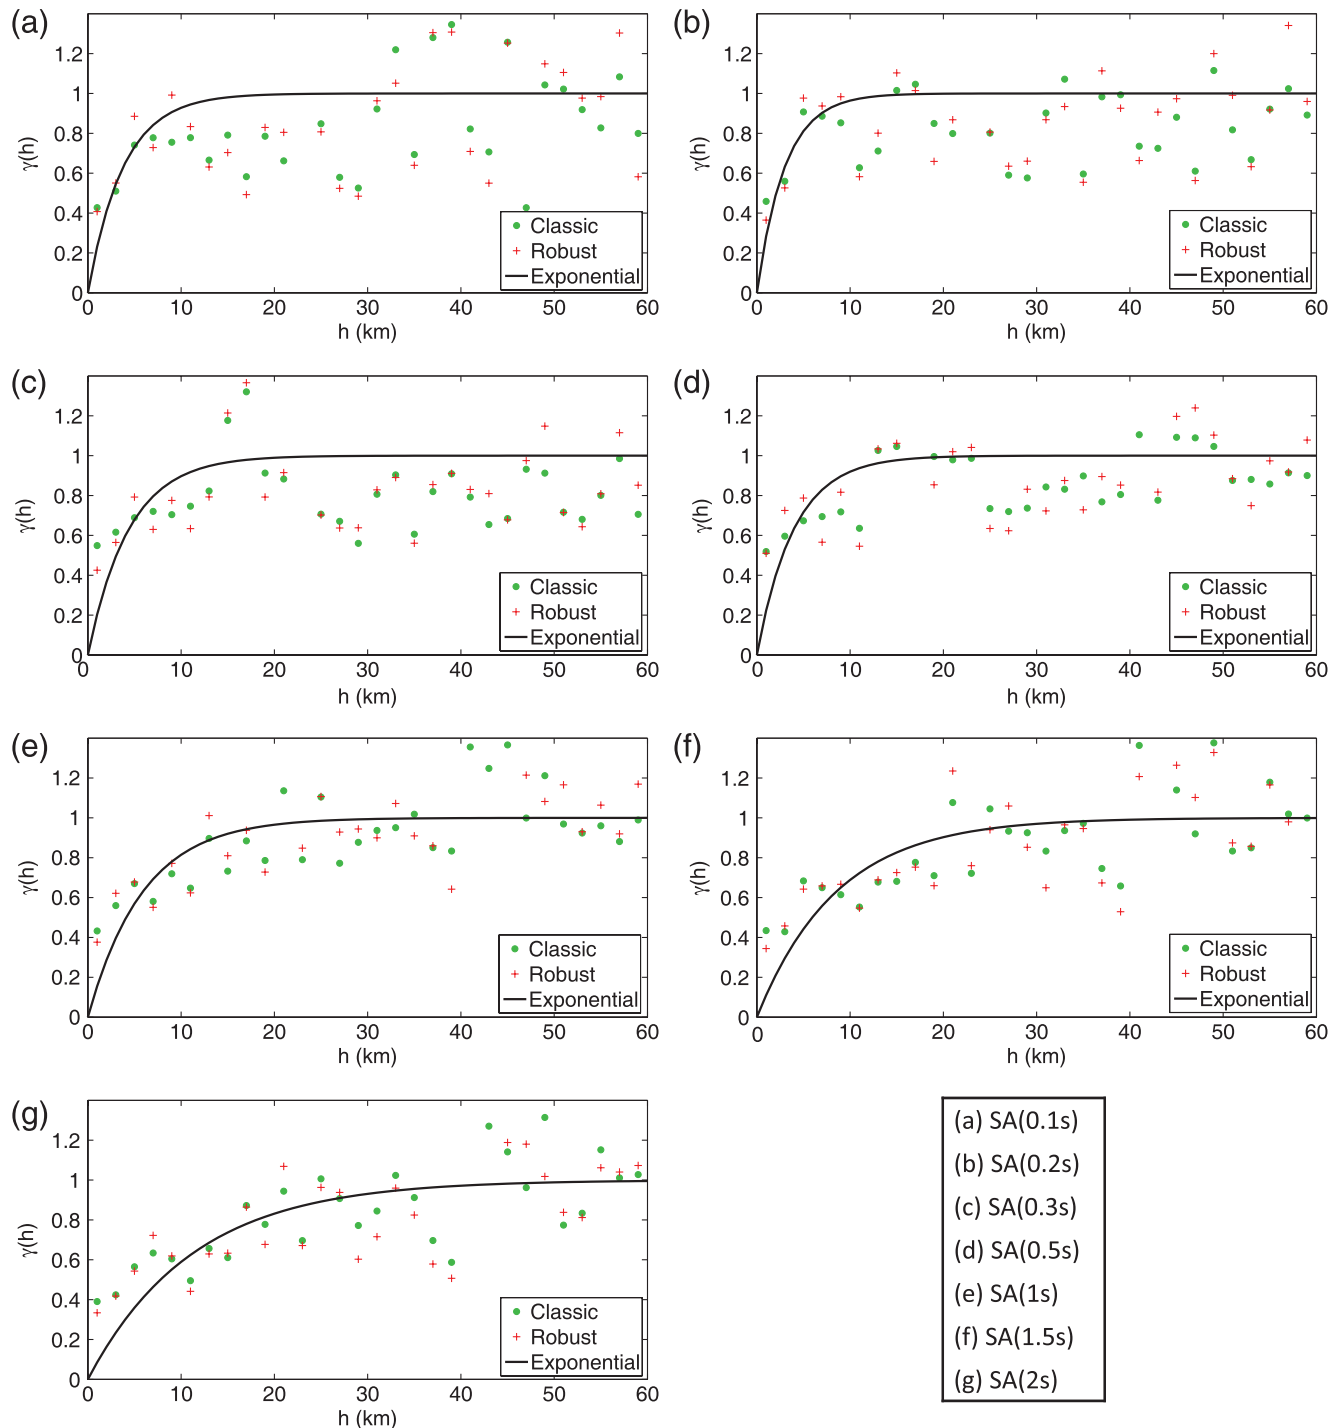 (a)
γ(h)
1.2
1
0.8
0.6
0.4
0.2
0
Classic
Robust
Exponential
0 10 20 30 40 50 60
h (km)
(b)
γ(h)
1.2
1
0.8
0.6
0.4
0.2
0
Classic
Robust
Exponential
0 10 20 30 40 50 60
h (km)
(c)
γ(h)
1.2
1
0.8
0.6
0.4
0.2
0
Classic
Robust
Exponential
0 10 20 30 40 50 60
h (km)
(d)
γ(h)
1.2
1
0.8
0.6
0.4
0.2
0
Classic
Robust
Exponential
0 10 20 30 40 50 60
h (km)
(e)
γ(h)
1.2
1
0.8
0.6
0.4
0.2
0
Classic
Robust
Exponential
0 10 20 30 40 50 60
h (km)
(f)
γ(h)
1.2
1
0.8
0.6
0.4
0.2
0
Classic
Robust
Exponential
0 10 20 30 40 50 60
h (km)
(g)
γ(h)
1.2
1
0.8
0.6
0.4
0.2
0
Classic
Robust
Exponential
0 10 20 30 40 50 60
h (km)
(a) SA(0.1s)
(b) SA(0.2s)
(c) SA(0.3s)
(d) SA(0.5s)
(e) SA(1s)
(f) SA(1.5s)
(g) SA(2s)